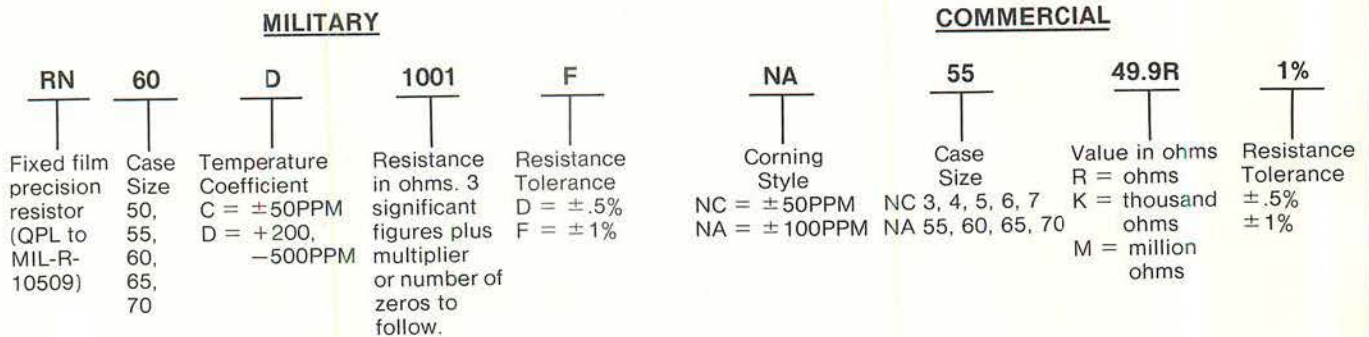 MILITARY
RN
Fixed film
precision
resistor
(QPL to
MIL-R-
10509)
60
Case
Size
50,
55,
60,
65,
70
D
Temperature
Coefficient
C = ±50PPM
D = +200,
−500PPM
1001
Resistance
in ohms. 3
significant
figures plus
multiplier
or number of
zeros to
follow.
F
Resistance
Tolerance
D = ±.5%
F = ±1%
COMMERCIAL
NA
Corning
Style
NC = ±50PPM
NA = ±100PPM
55
Case
Size
NC 3, 4, 5, 6, 7
NA 55, 60, 65, 70
49.9R
Value in ohms
R = ohms
K = thousand
ohms
M = million
ohms
1%
Resistance
Tolerance
±.5%
±1%